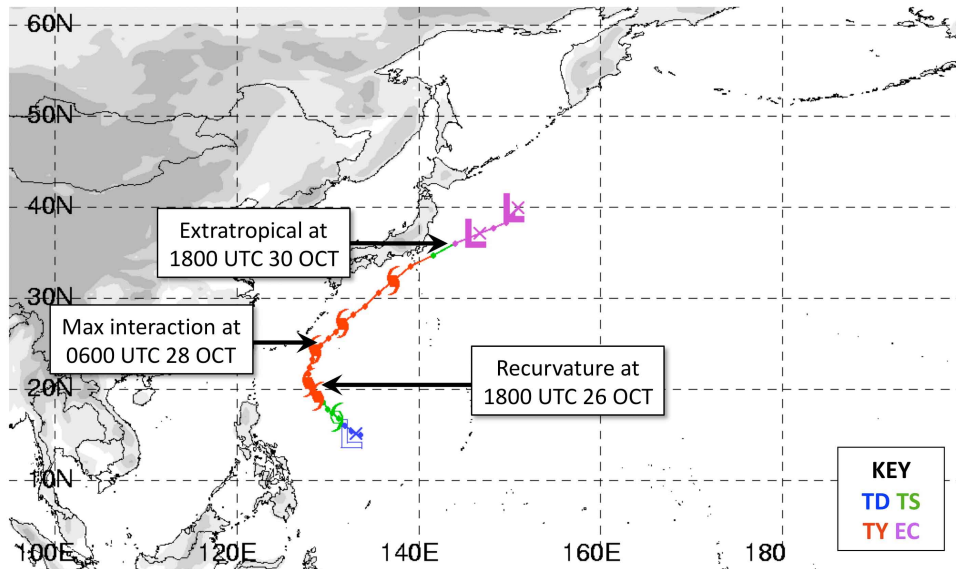 60N
50N
40N
Extratropical at
1800 UTC 30 OCT
30N
Max interaction at
0600 UTC 28 OCT
Recurvature at
1800 UTC 26 OCT
20N
10N
KEY
TD TS
TY EC
100E 120E 140E 160E 180
L
L
L